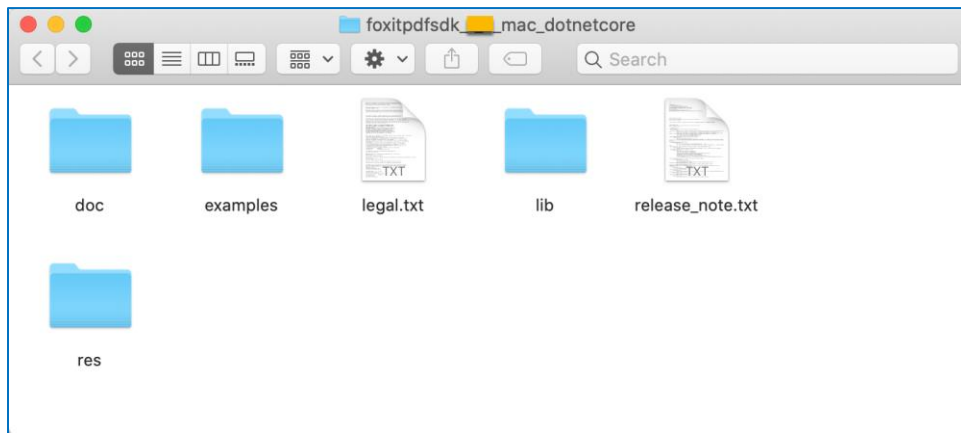 foxitpdfsdk_ _mac_dotnetcore
Search
TXT
TXT
doc
examples
legal.txt
lib
release_note.txt
res